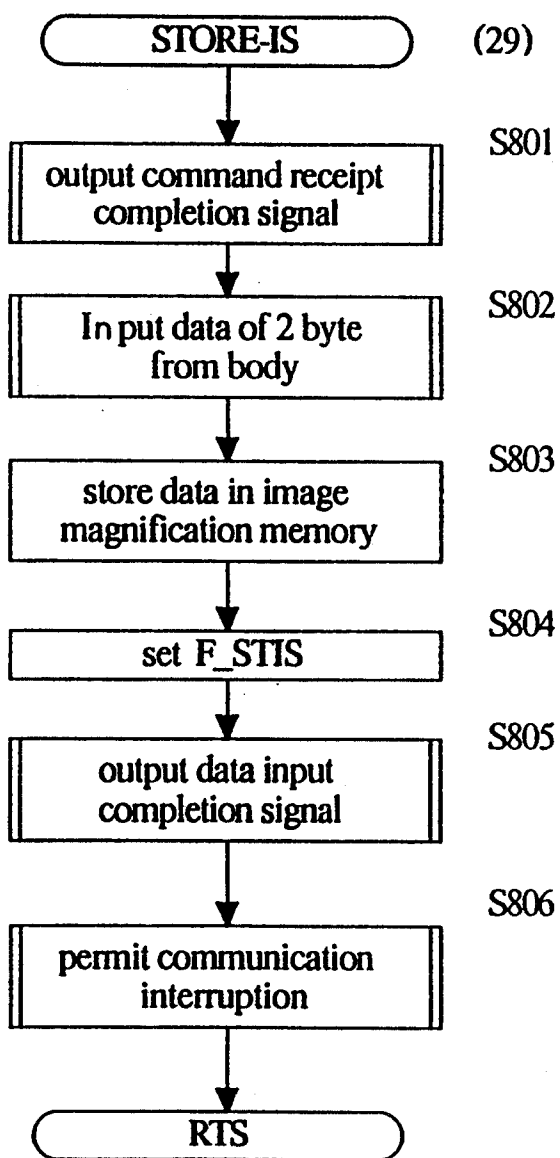 STORE-IS (29)
S801
output command receipt
completion signal
S802
In put data of 2 byte
from body
S803
store data in image
magnification memory
S804
set F_STIS
S805
output data input
completion signal
S806
permit communication
interruption
RTS